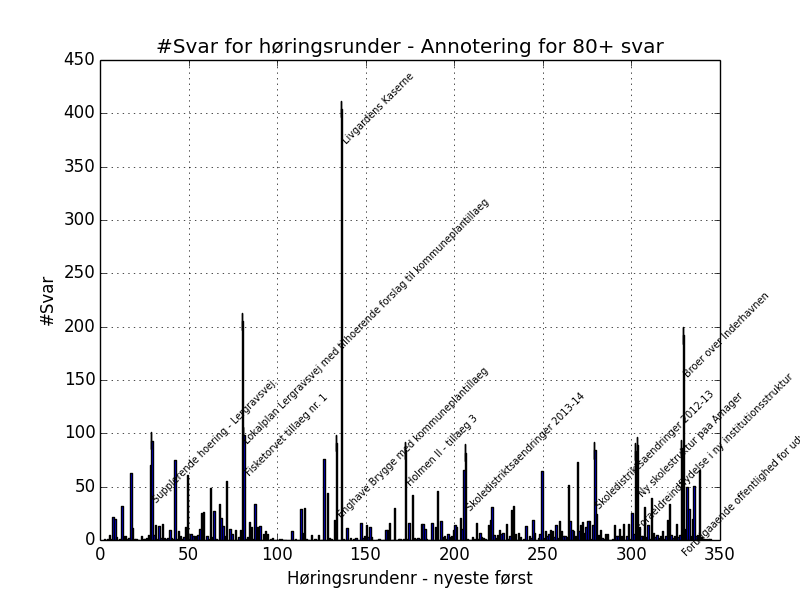 #Svar for høringsrunder - Annotering for 80+ svar
450
400
350
300
250
200
150
100
50
0
#Svar
Supplerende hoering - Lergravsvej
Lokalplan Lergravsvej med tilhoerende forslag til kommuneplantillaeg
Fisketorvet tillaeg nr. 1
Livgardens Kaserne
Enghave Brygge med kommuneplantillaeg
Holmen II - tillaeg 3
Skoledistriktsaendringer 2013-14
Skoledistriktsaendringer 2012-13
Ny skolestruktur paa Amager
Foraeldreindflydelse i ny institutionsstruktur
Broer over Inderhavnen
offentlighed for
0 50 100 150 200 250 300 350
Høringsrundenr - nyeste først